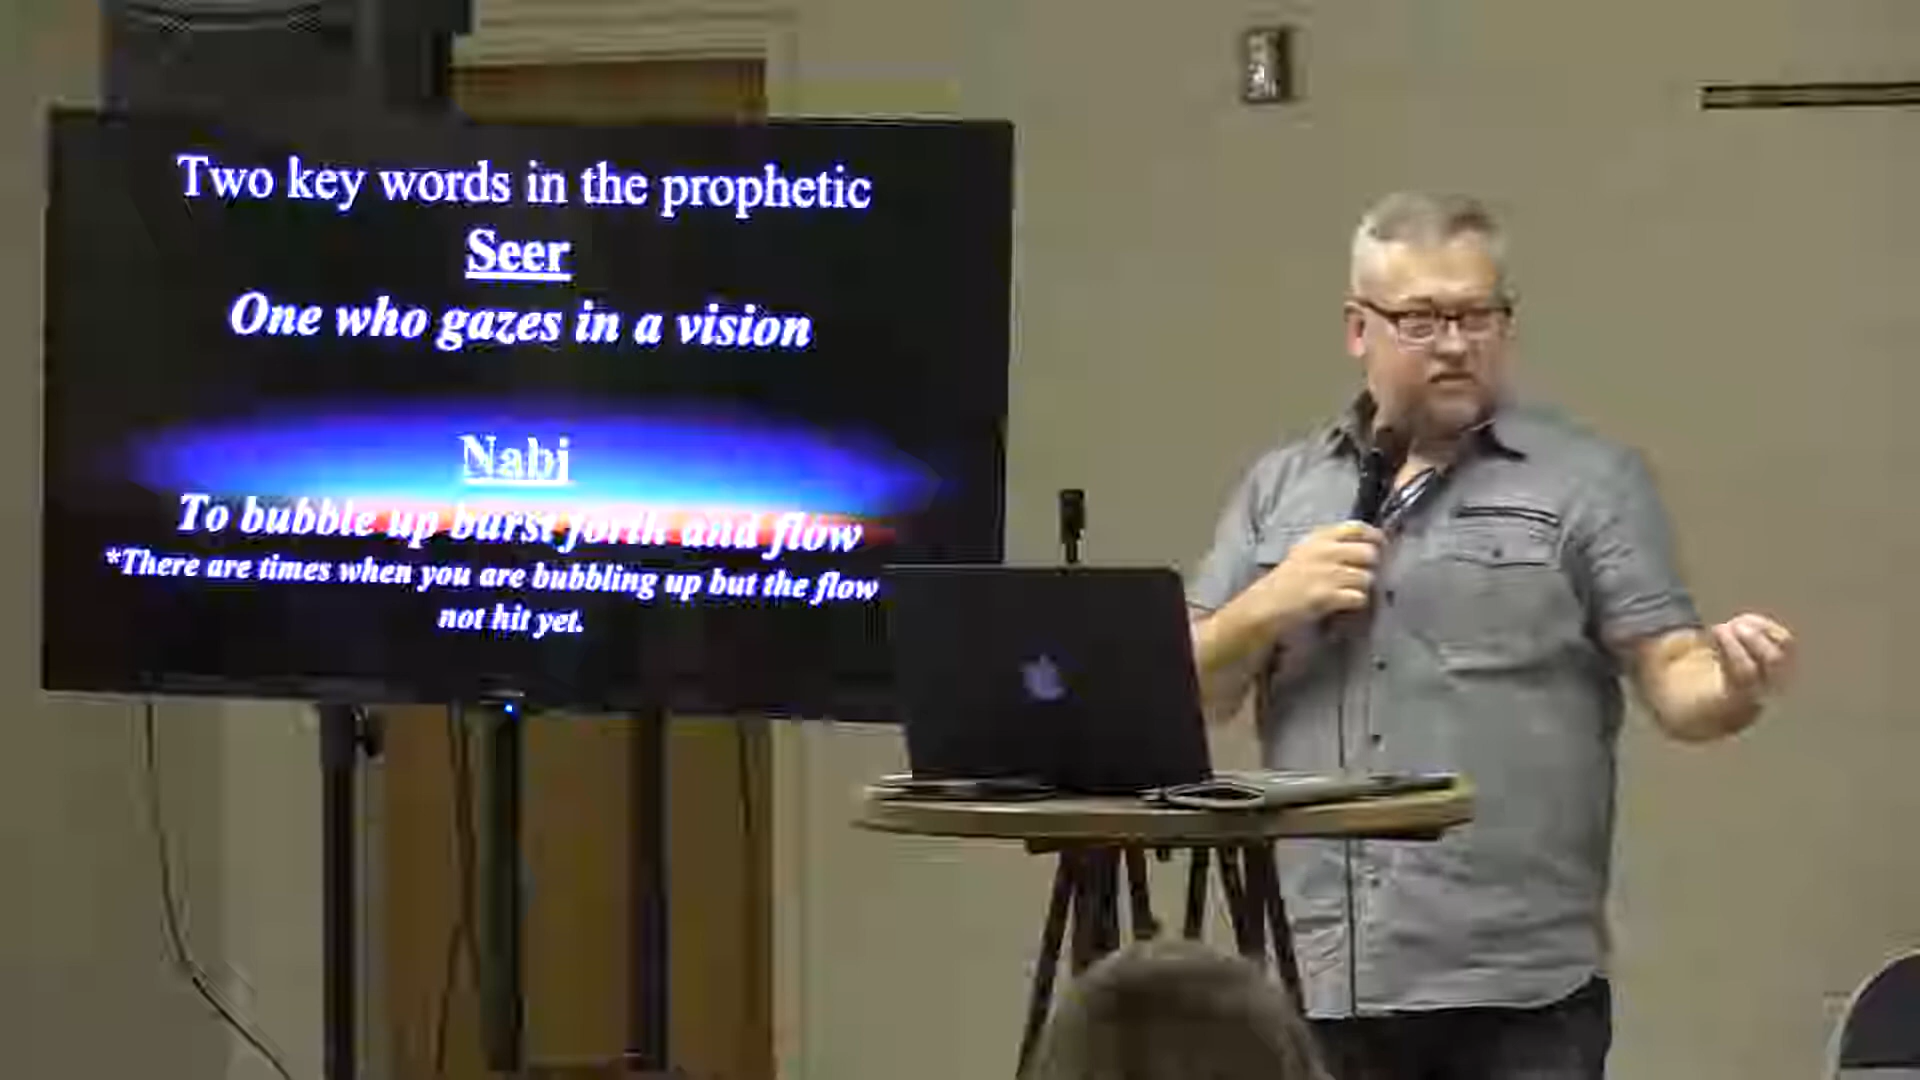 Two key words in the prophetic
Seer
One who gazes in a vision
Nabi
To bubble up burst forth and flow
*There are times when you are bubbling up but the flow
not hit yet.